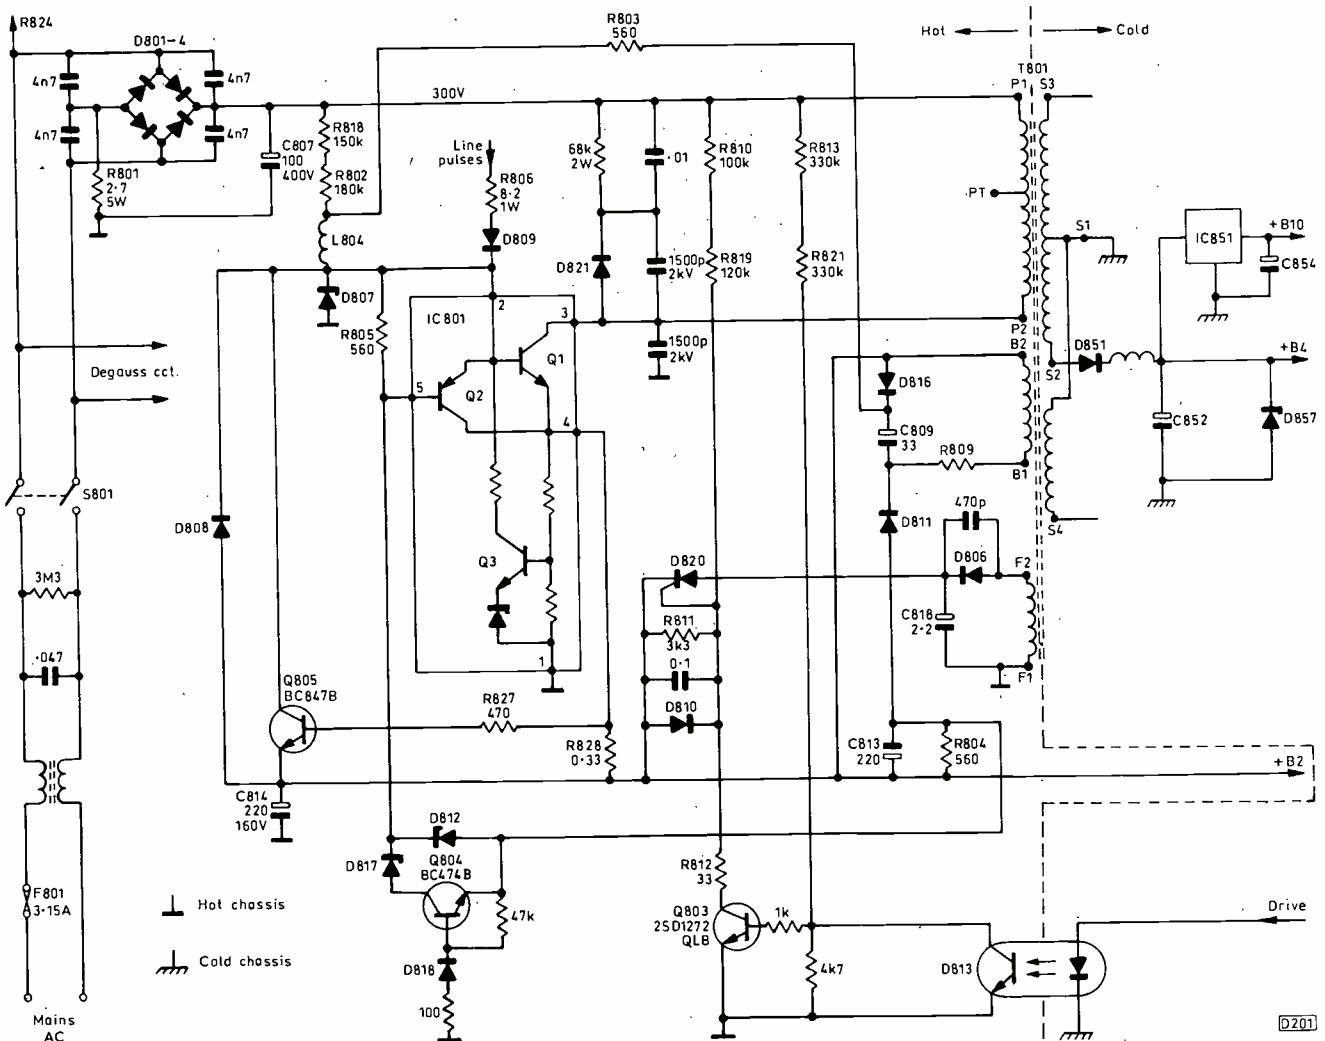 R824
D801-4
4n7
4n7
4n7
4n7
R801
2·7
5W
C807
100
400V
R818
150k
R802
180k
L804
R803
560
300V
Line
pulses
R806
8·2
1W
D809
68k
2W
·01
R810
100k
R813
330k
D821
1500p
2kV
R819
120k
R821
330k
1500p
2kV
Hot
Cold
T801
P1
S3
PT
S1
P2
B2
S2
B1
S4
F2
F1
IC851
+B10
C854
D851
+B4
C852
D857
D807
R805
560
IC801
2
3
Q1
5
Q2
4
Q3
1
Degauss cct.
S801
D808
D816
C809
33
R809
D811
470p
D806
C818
2·2
D820
R811
3k3
0·1
D810
3M3
·047
Q805
BC847B
R827
470
R828
0·33
C813
220
R804
560
+B2
C814
220
160V
D812
D817
Q804
BC474B
47k
D818
100
R812
33
Q803
2SD1272
QLB
1k
4k7
D813
Drive
F801
3·15A
Hot chassis
Cold chassis
Mains
AC
D201